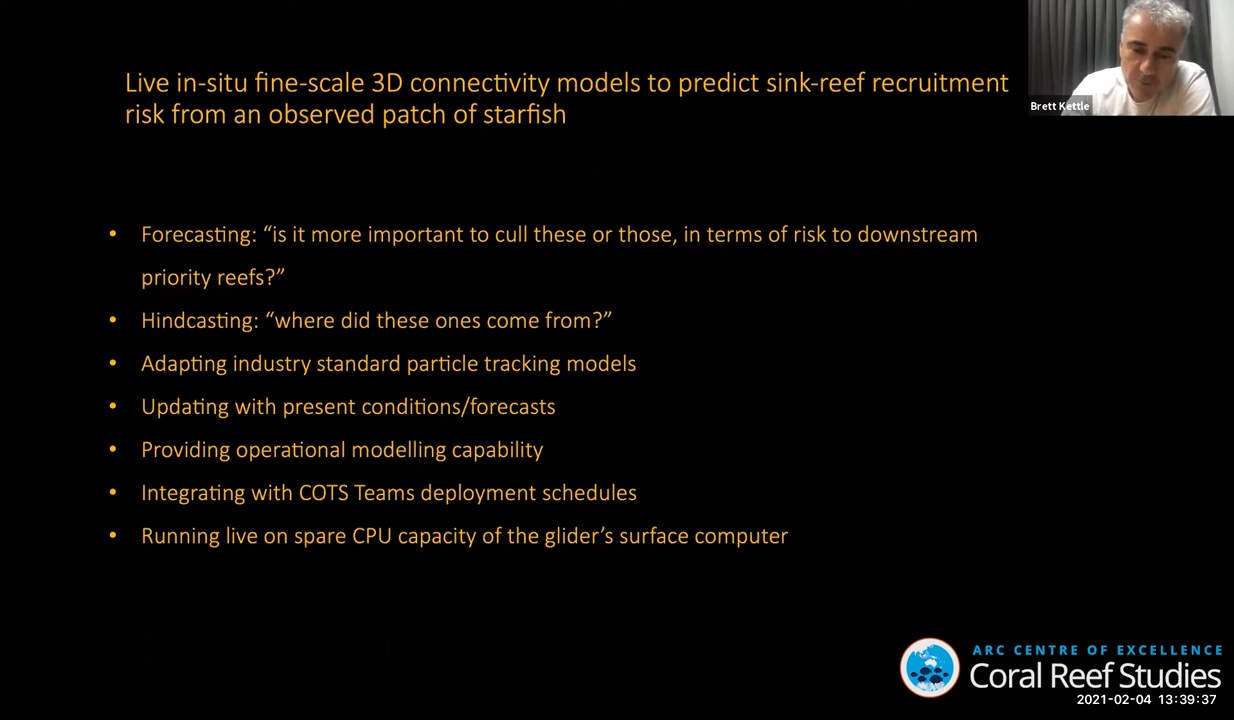 Live in-situ fine-scale 3D connectivity models to predict sink-reef recruitment
risk from an observed patch of starfish
Brett Kettle
• Forecasting: “is it more important to cull these or those, in terms of risk to downstream
priority reefs?”
• Hindcasting: “where did these ones come from?”
• Adapting industry standard particle tracking models
• Updating with present conditions/forecasts
• Providing operational modelling capability
• Integrating with COTS Teams deployment schedules
• Running live on spare CPU capacity of the glider’s surface computer
ARC CENTRE OF EXCELLENCE
Coral Reef Studies
2021-02-04 13:39:37